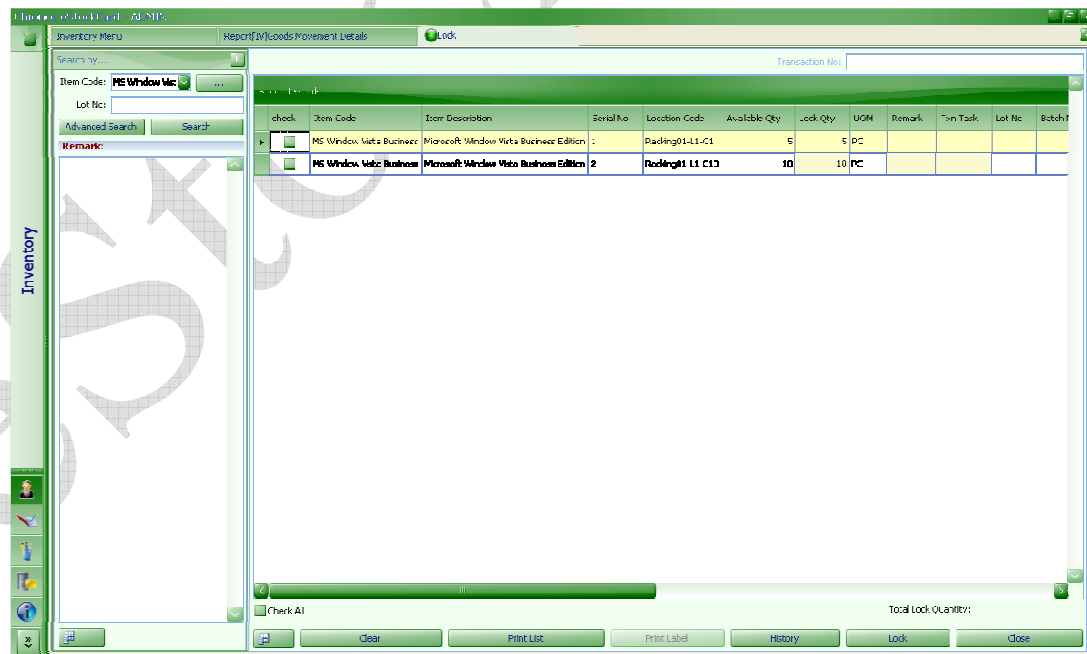 ADMIN
Inventory Menu
Report[IV]Goods Movement Details
Lock
Search by...
Transaction No:
Item Code: MS Window Vis ...
Lot No:
Advanced Search Search
Remark:
check Item Code Item Description Serial No Location Code Available Qty Lock Qty UOM Remark Txn Task Lot No Batch
MS Window Vista Business Microsoft Window Vista Business Edition 1 Racking01-L1-C1 5 5 PC
MS Window Vista Business Microsoft Window Vista Business Edition 2 Racking01-L1-C10 10 10 PC
Inventory
Check All
Total Lock Quantity:
Clear Print List Print Label History Lock Close